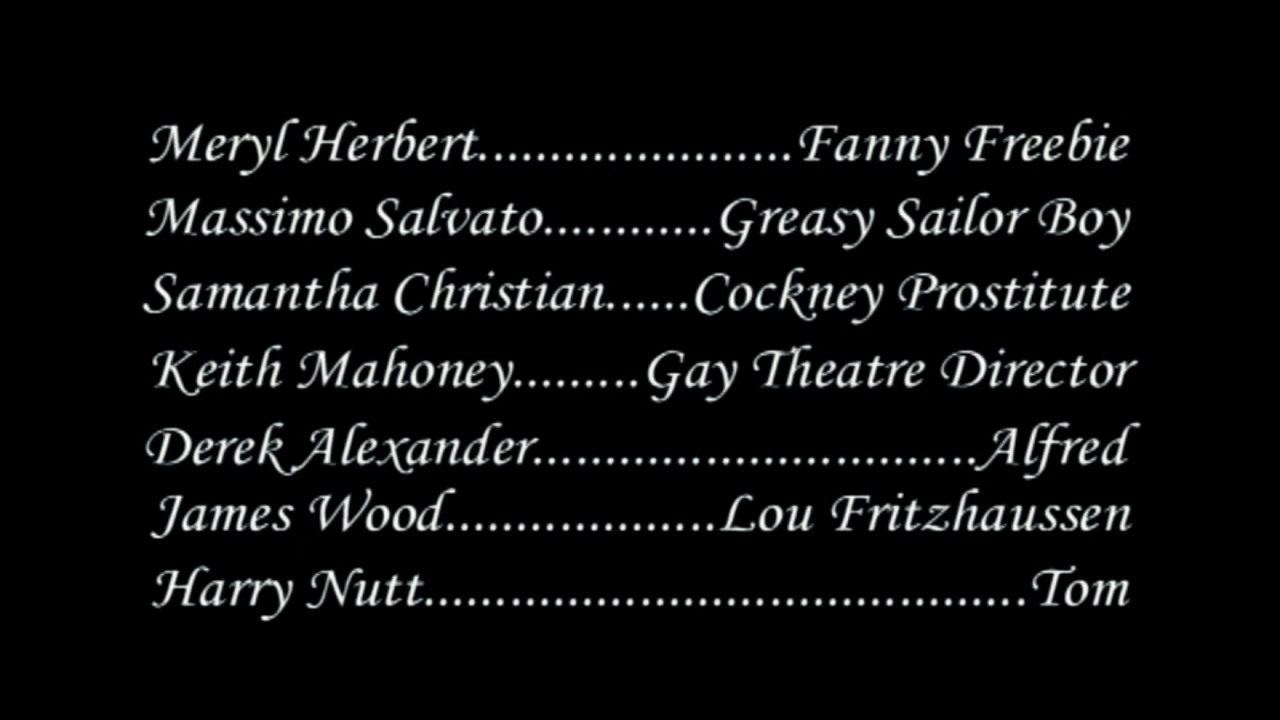 Meryl Herbert......................Fanny Freebie
Massimo Salvato............Greasy Sailor Boy
Samantha Christian......Cockney Prostitute
Keith Mahoney.........Gay Theatre Director
Derek Alexander...............................Alfred
James Wood...................Lou Fritzhaussen
Harry Nutt..........................................Tom